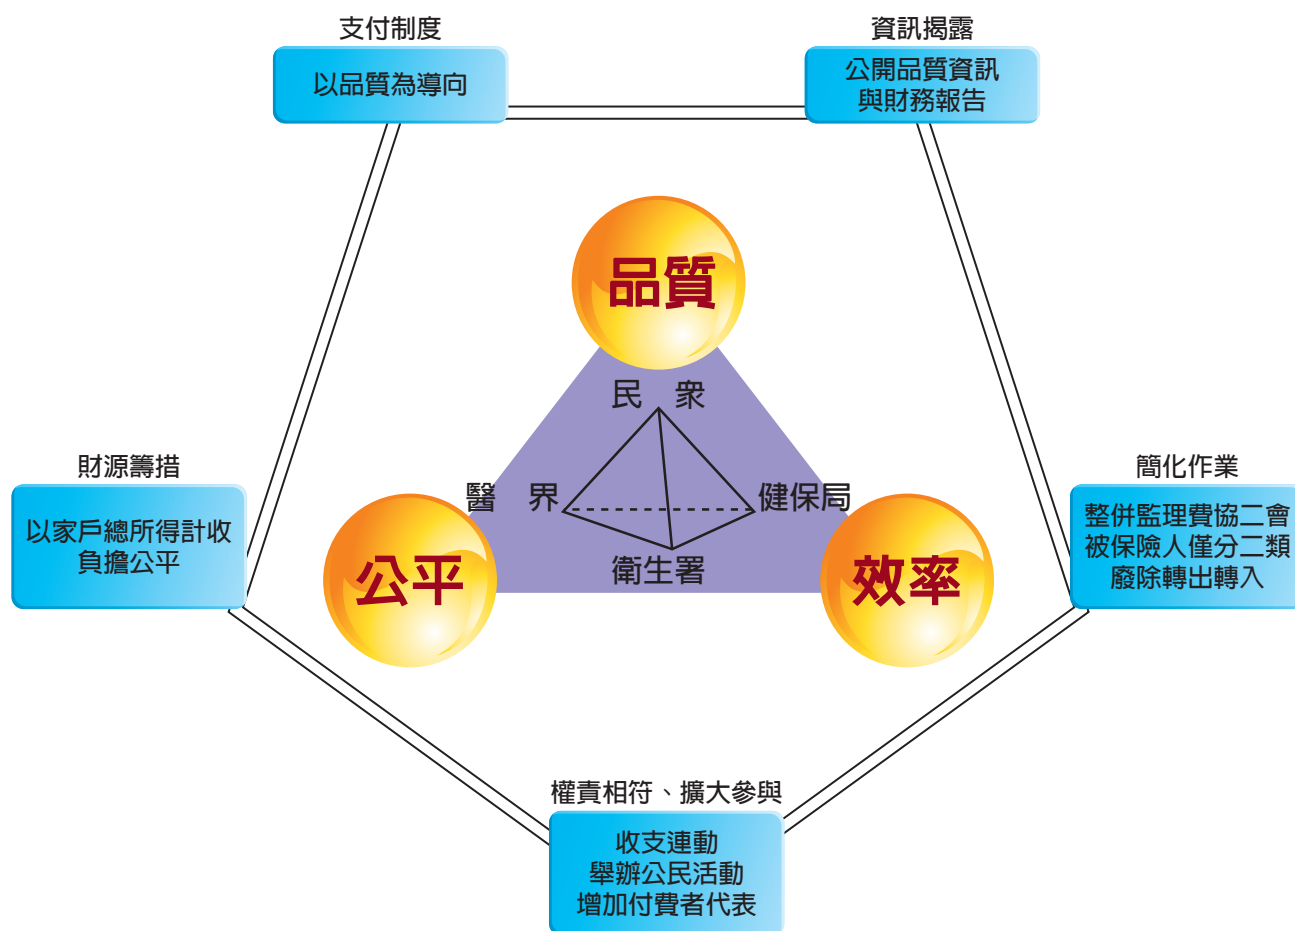 支付制度
以品質為導向
資訊揭露
公開品質資訊
與財務報告
品質
民眾
醫界
健保局
衛生署
公平
效率
財源籌措
以家戶總所得計收
負擔公平
簡化作業
整併監理費協二會
被保險人僅分二類
廢除轉出轉入
權責相符、擴大參與
收支連動
舉辦公民活動
增加付費者代表